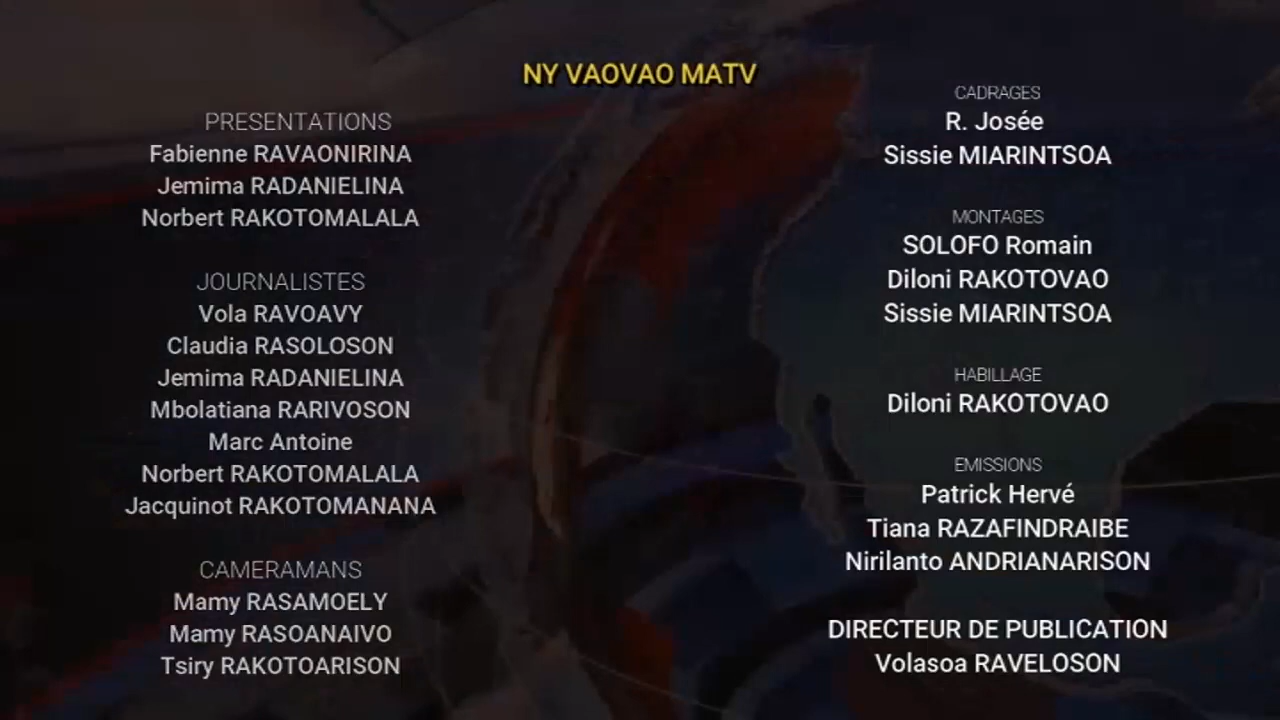 NY VAOVAO MATV
PRESENTATIONS
Fabienne RAVAONIRINA
Jemima RADANIELINA
Norbert RAKOTOMALALA
JOURNALISTES
Vola RAVOAVY
Claudia RASOLOSON
Jemima RADANIELINA
Mbolatiana RARIVOSON
Marc Antoine
Norbert RAKOTOMALALA
Jacquinot RAKOTOMANANA
CAMERAMANS
Mamy RASAMOELY
Mamy RASOANAIVO
Tsiry RAKOTOARISON
CADRAGES
R. Josée
Sissie MIARINTSOA
MONTAGES
SOLOFO Romain
Diloni RAKOTOVAO
Sissie MIARINTSOA
HABILLAGE
Diloni RAKOTOVAO
EMISSIONS
Patrick Hervé
Tiana RAZAFINDRAIBE
Nirilanto ANDRIANARISON
DIRECTEUR DE PUBLICATION
Volasoa RAVELOSON